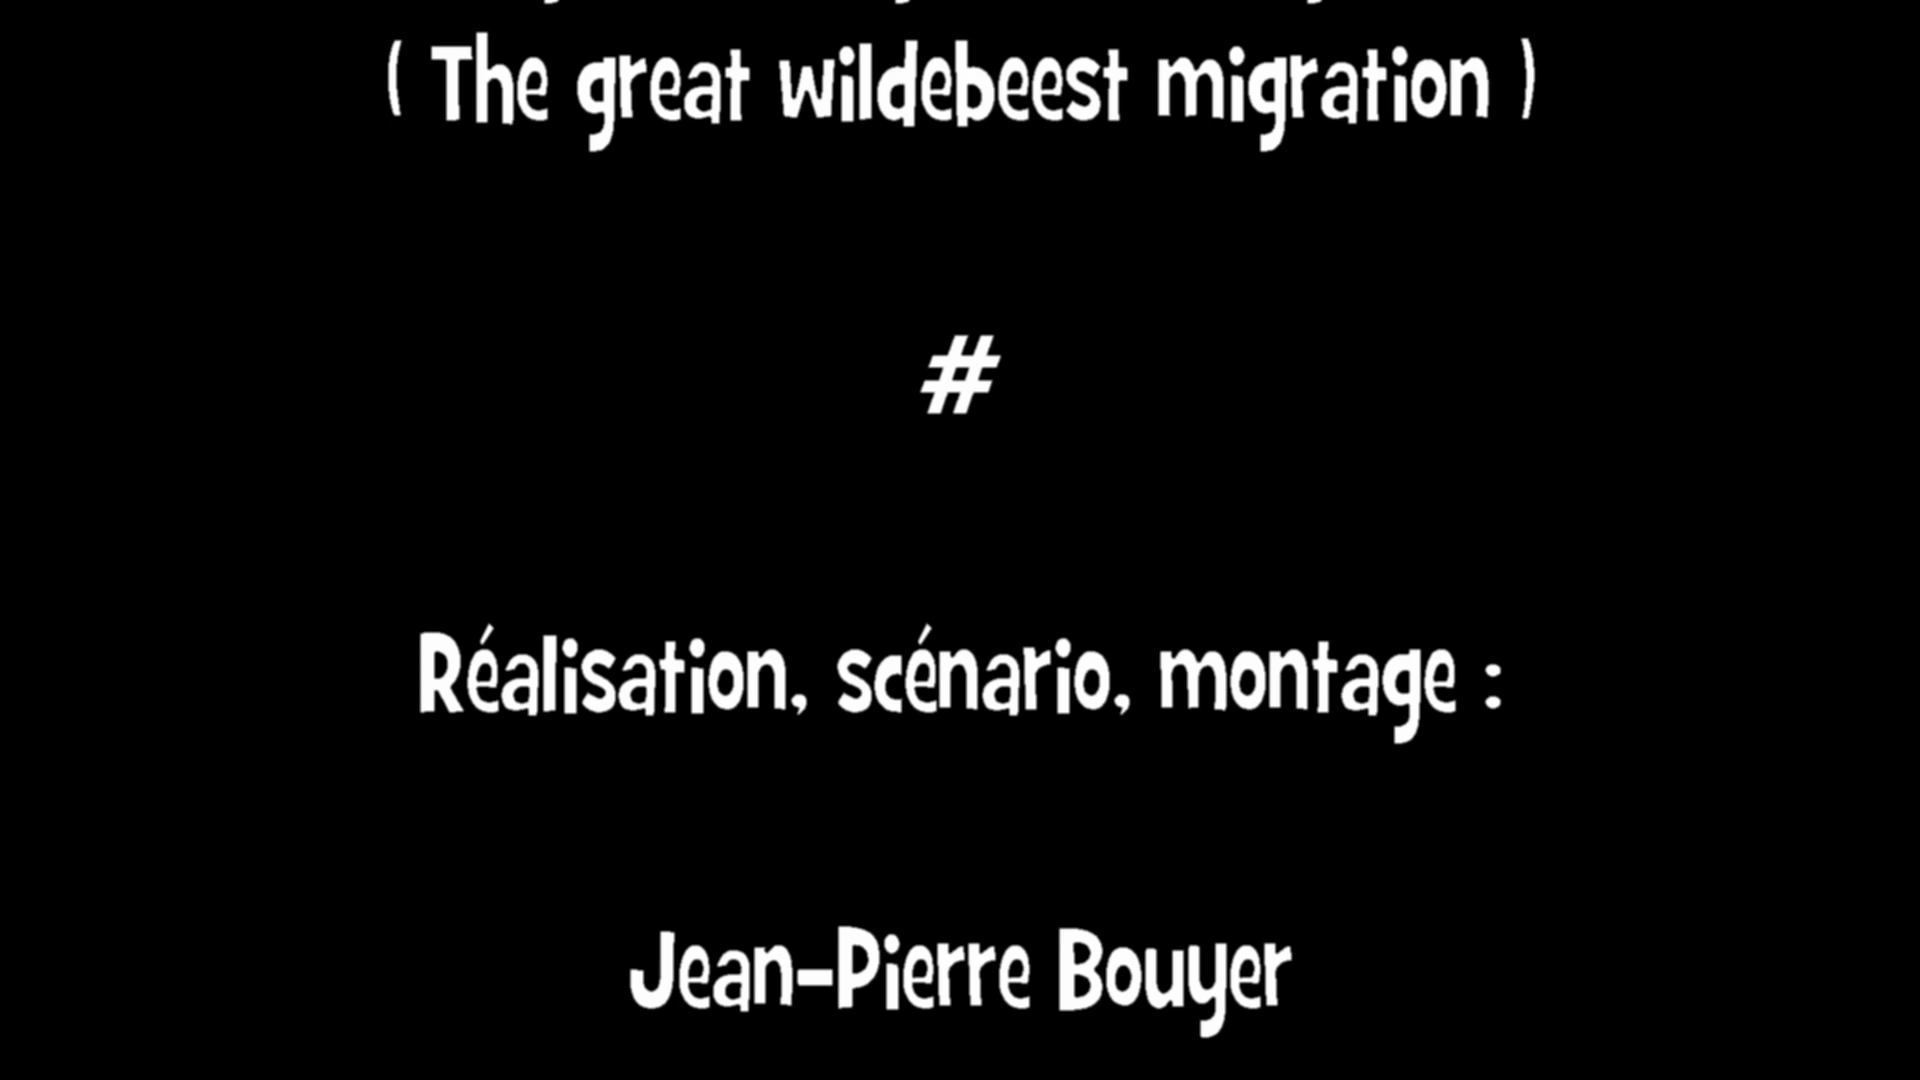 ( The great wildebeest migration )
#
Réalisation, scénario, montage :
Jean-Pierre Bouyer